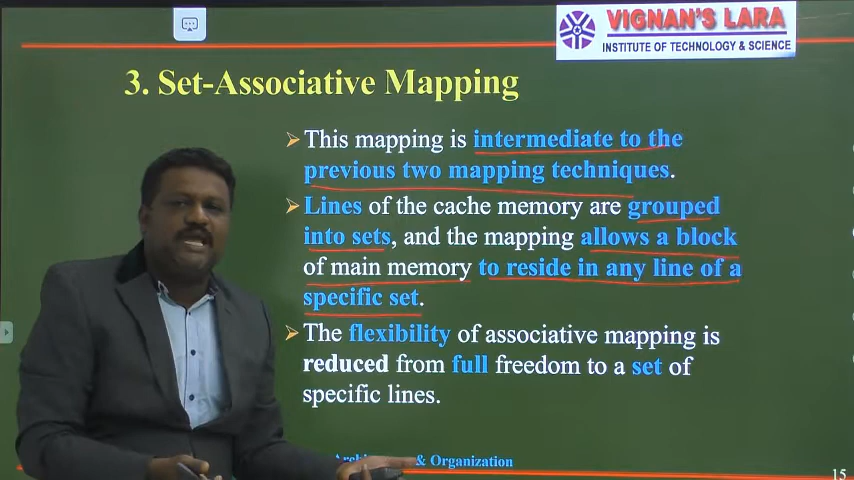 VIGNAN'S LARA
INSTITUTE OF TECHNOLOGY & SCIENCE
3. Set-Associative Mapping
This mapping is intermediate to the
previous two mapping techniques.
Lines of the cache memory are grouped
into sets, and the mapping allows a block
of main memory to reside in any line of a
specific set.
The flexibility of associative mapping is
reduced from full freedom to a set of
specific lines.
& Organization
15